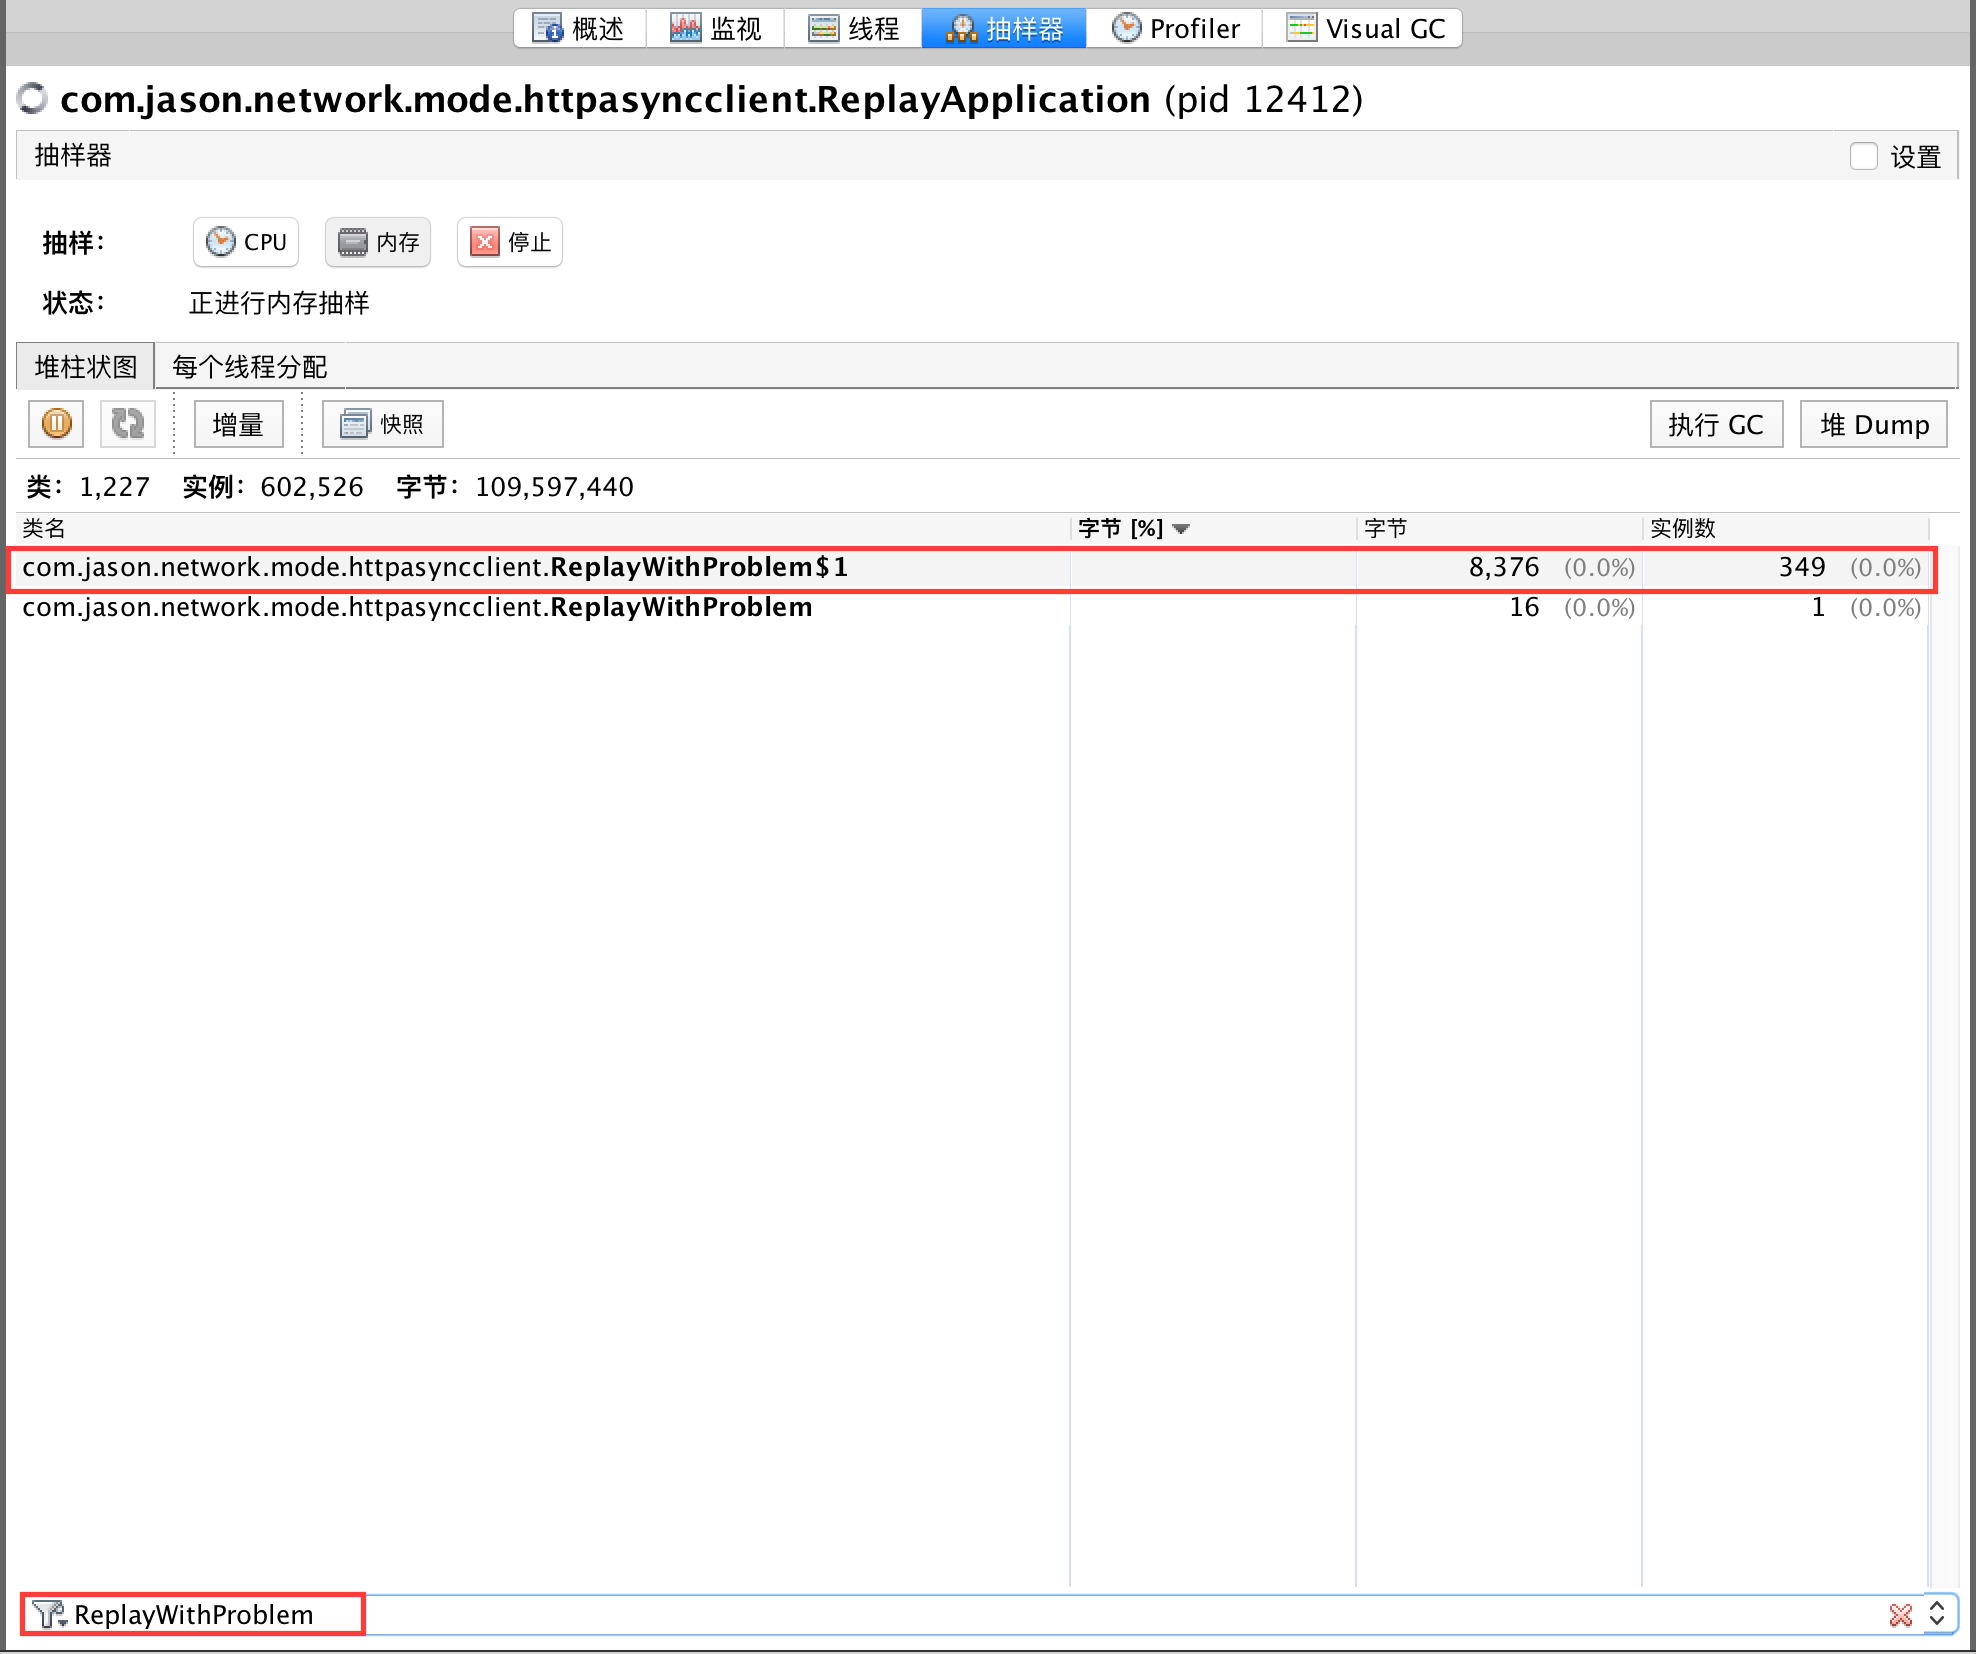 概述 监视 线程 抽样器 Profiler Visual GC
com.jason.network.mode.httpasyncclient.ReplayApplication (pid 12412)
抽样器 设置
抽样： CPU 内存 停止
状态： 正进行内存抽样
堆柱状图 每个线程分配
增量 快照 执行 GC 堆 Dump
类： 1,227 实例： 602,526 字节： 109,597,440
类名 字节 [%] 字节 实例数
com.jason.network.mode.httpasyncclient.ReplayWithProblem$1 8,376 (0.0%) 349 (0.0%)
com.jason.network.mode.httpasyncclient.ReplayWithProblem 16 (0.0%) 1 (0.0%)
ReplayWithProblem